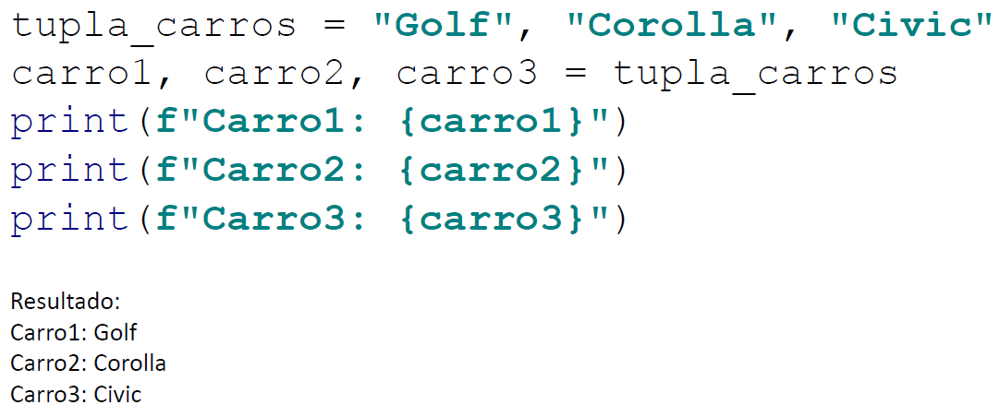 tupla_carros = "Golf", "Corolla", "Civic"
carro1, carro2, carro3 = tupla_carros
print(f"Carro1: {carro1}")
print(f"Carro2: {carro2}")
print(f"Carro3: {carro3}")
Resultado:
Carro1: Golf
Carro2: Corolla
Carro3: Civic